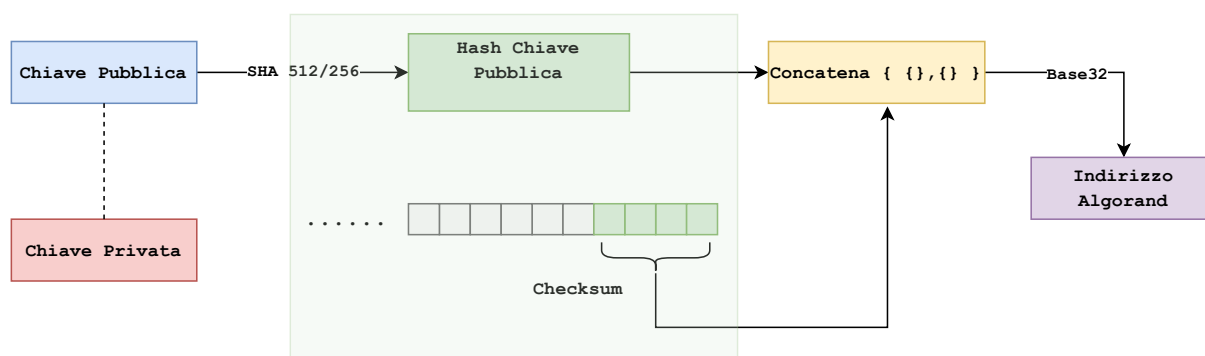 Chiave Pubblica
SHA 512/256
Hash Chiave
Pubblica
Concatena { {},{} }
Base32
Indirizzo
Algorand
Chiave Privata
......
Checksum